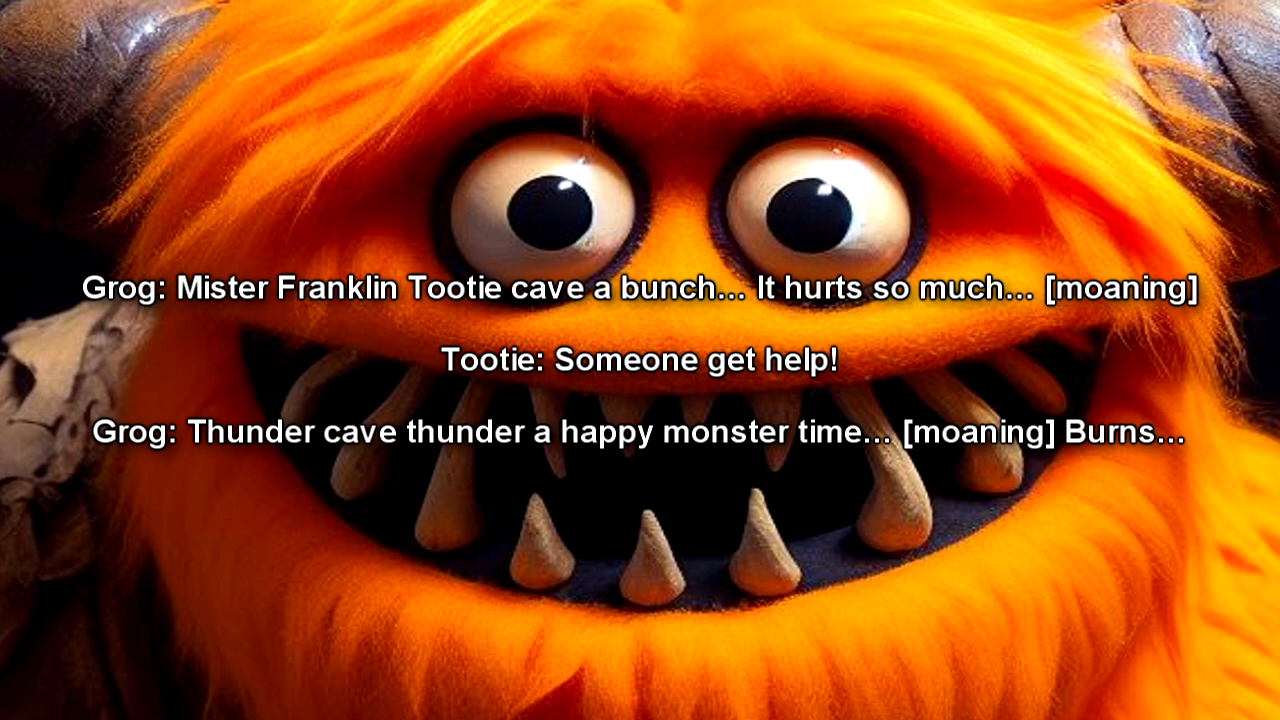 Grog: Mister Franklin Tootie cave a bunch... It hurts so much... [moaning]
Tootie: Someone get help!
Grog: Thunder cave thunder a happy monster time... [moaning] Burns...